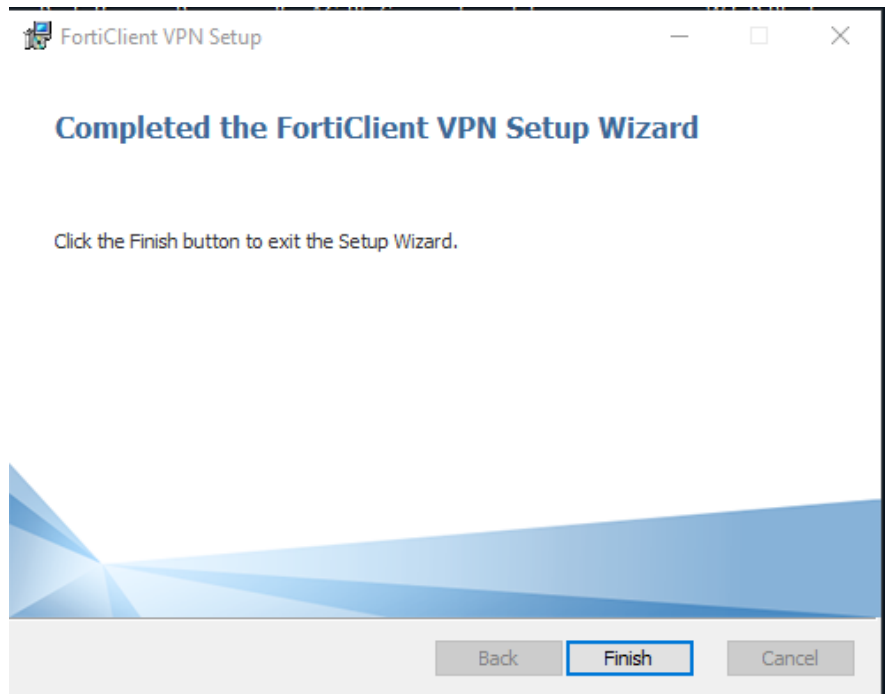 FortiClient VPN Setup
Completed the FortiClient VPN Setup Wizard
Click the Finish button to exit the Setup Wizard.
Back
Finish
Cancel